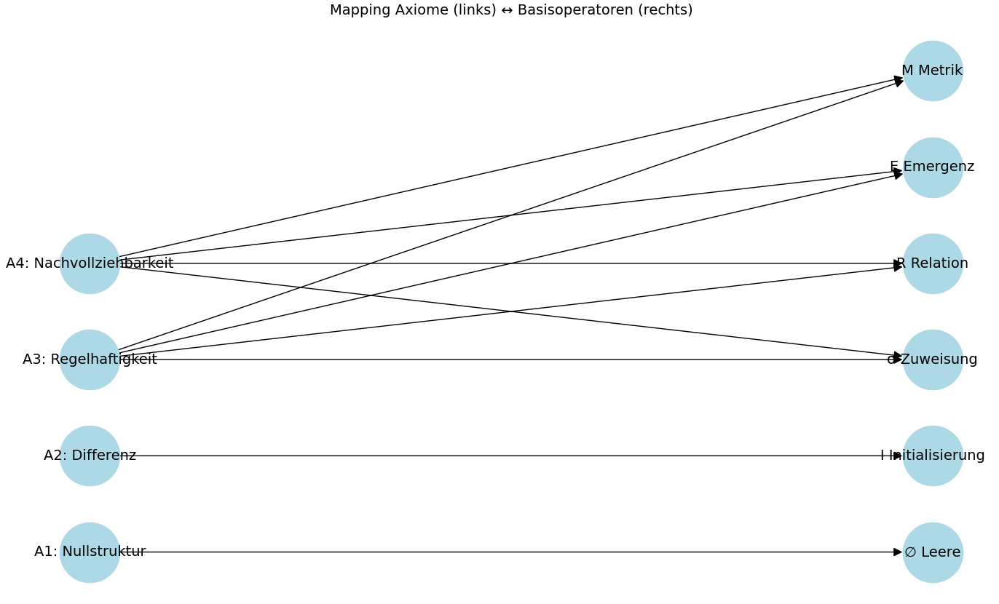 Mapping Axiome (links) ↔ Basisoperatoren (rechts)
M Metrik
E Emergenz
A4: Nachvollziehbarkeit
R Relation
A3: Regelhaftigkeit
Zuweisung
A2: Differenz
I Initialisierung
A1: Nullstruktur
∅ Leere